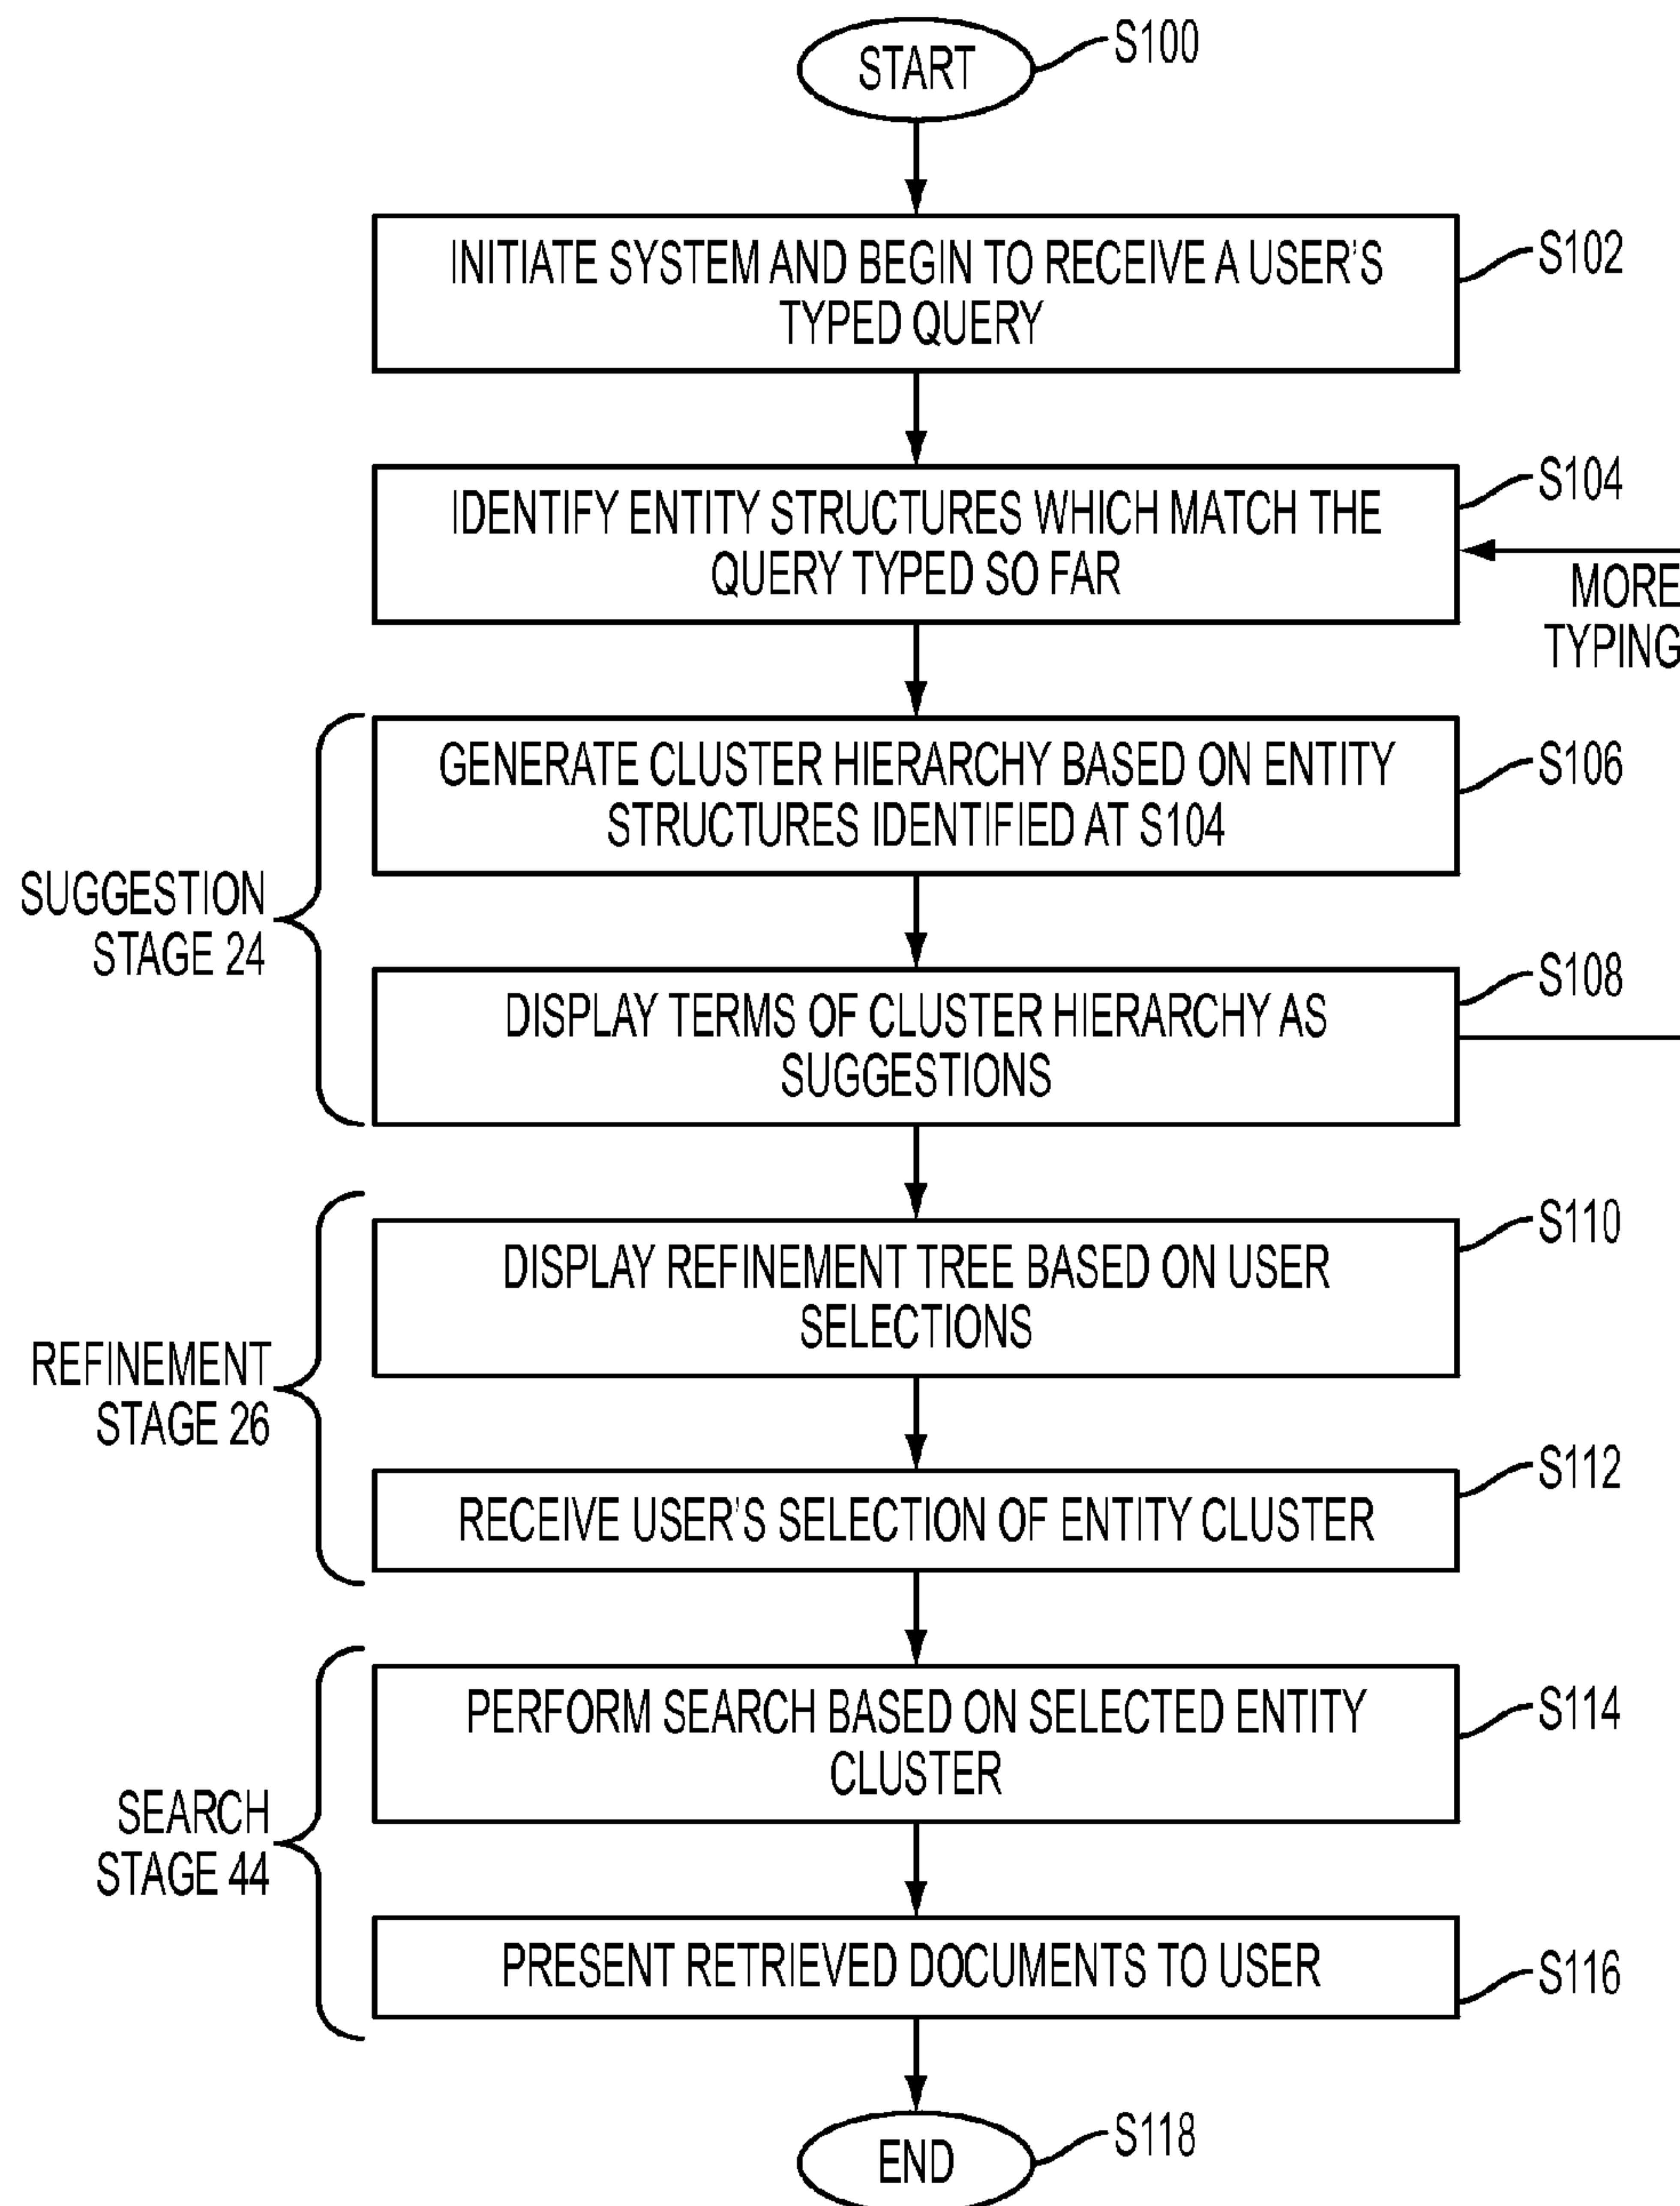 START
S100
INITIATE SYSTEM AND BEGIN TO RECEIVE A USER'S
TYPED QUERY
S102
IDENTIFY ENTITY STRUCTURES WHICH MATCH THE
QUERY TYPED SO FAR
S104
MORE
TYPING
SUGGESTION
STAGE 24
GENERATE CLUSTER HIERARCHY BASED ON ENTITY
STRUCTURES IDENTIFIED AT S104
S106
DISPLAY TERMS OF CLUSTER HIERARCHY AS
SUGGESTIONS
S108
REFINEMENT
STAGE 26
DISPLAY REFINEMENT TREE BASED ON USER
SELECTIONS
S110
RECEIVE USER'S SELECTION OF ENTITY CLUSTER
S112
SEARCH
STAGE 44
PERFORM SEARCH BASED ON SELECTED ENTITY
CLUSTER
S114
PRESENT RETRIEVED DOCUMENTS TO USER
S116
END
S118